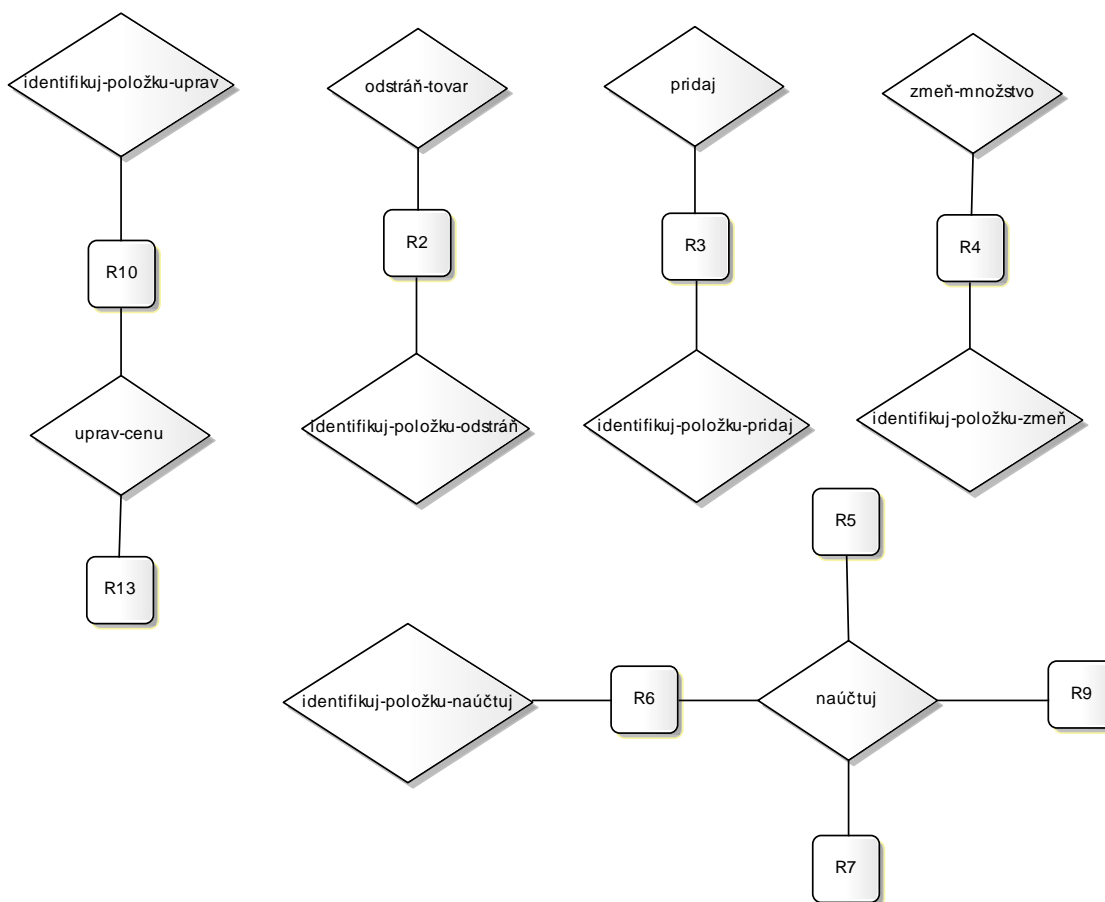 identifikuj-položku-uprav
odstráň-tovar
pridaj
zmeň-množstvo
R10
R2
R3
R4
uprav-cenu
identifikuj-položku-odstráň
identifikuj-položku-pridaj
identifikuj-položku-zmeň
R13
R5
identifikuj-položku-naúčtuj
R6
naúčtuj
R9
R7